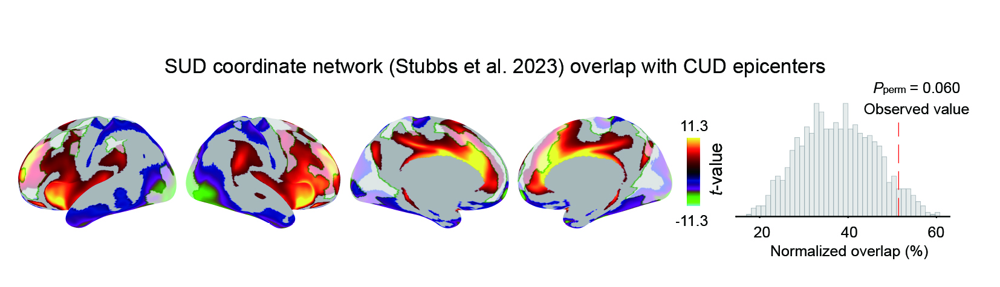 SUD coordinate network (Stubbs et al. 2023) overlap with CUD epicenters
11.3
t-value
-11.3
Pperm = 0.060
Observed value
20 40 60
Normalized overlap (%)